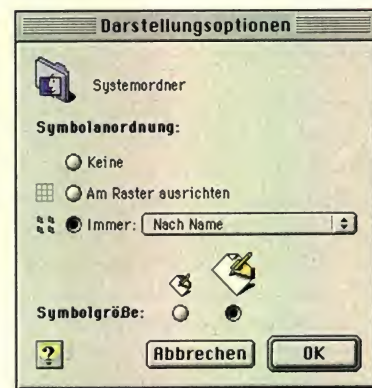 Darstellungsoptionen
Systemordner
Symbolanordnung:
Keine
Am Raster ausrichten
Immer: Nach Name
Symbolgröße:
?
Abbrechen OK